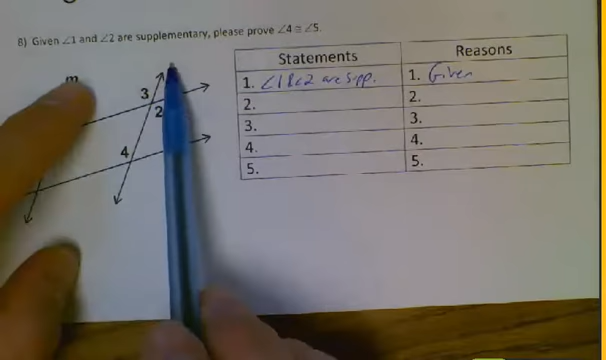 8) Given ∠1 and ∠2 are supplementary, please prove ∠4 ≅ ∠5.
Statements Reasons
1. ∠1 & ∠2 are supp. 1. Given
2. 2.
3. 3.
4. 4.
5. 5.
m
3
2
4